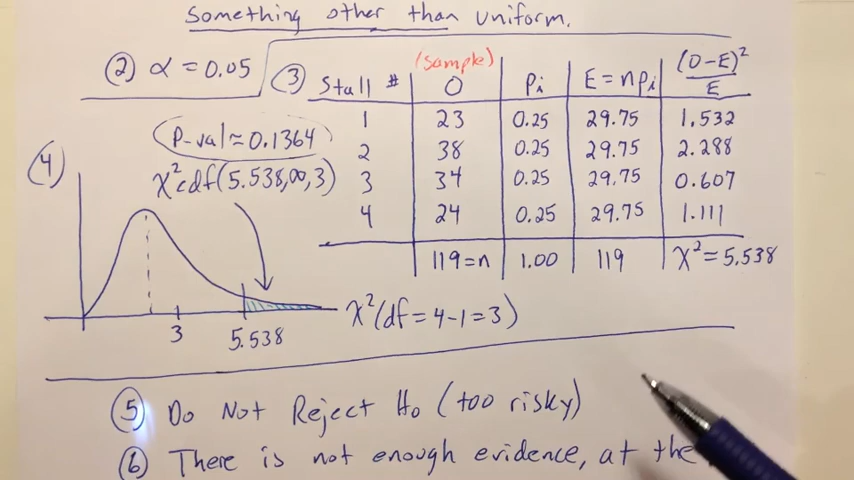 Something other than uniform.
② α = 0.05
③ Stall # (sample) O Pi E = nPi (O-E)²/E
1 23 0.25 29.75 1.532
2 38 0.25 29.75 2.288
3 34 0.25 29.75 0.607
4 24 0.25 29.75 1.111
119=n 1.00 119 χ² = 5.538
④ P-val ≈ 0.1364
χ²cdf(5.538,∞,3)
3 5.538 χ²(df = 4-1 = 3)
⑤ Do Not Reject H₀ (too risky)
⑥ There is not enough evidence, at the